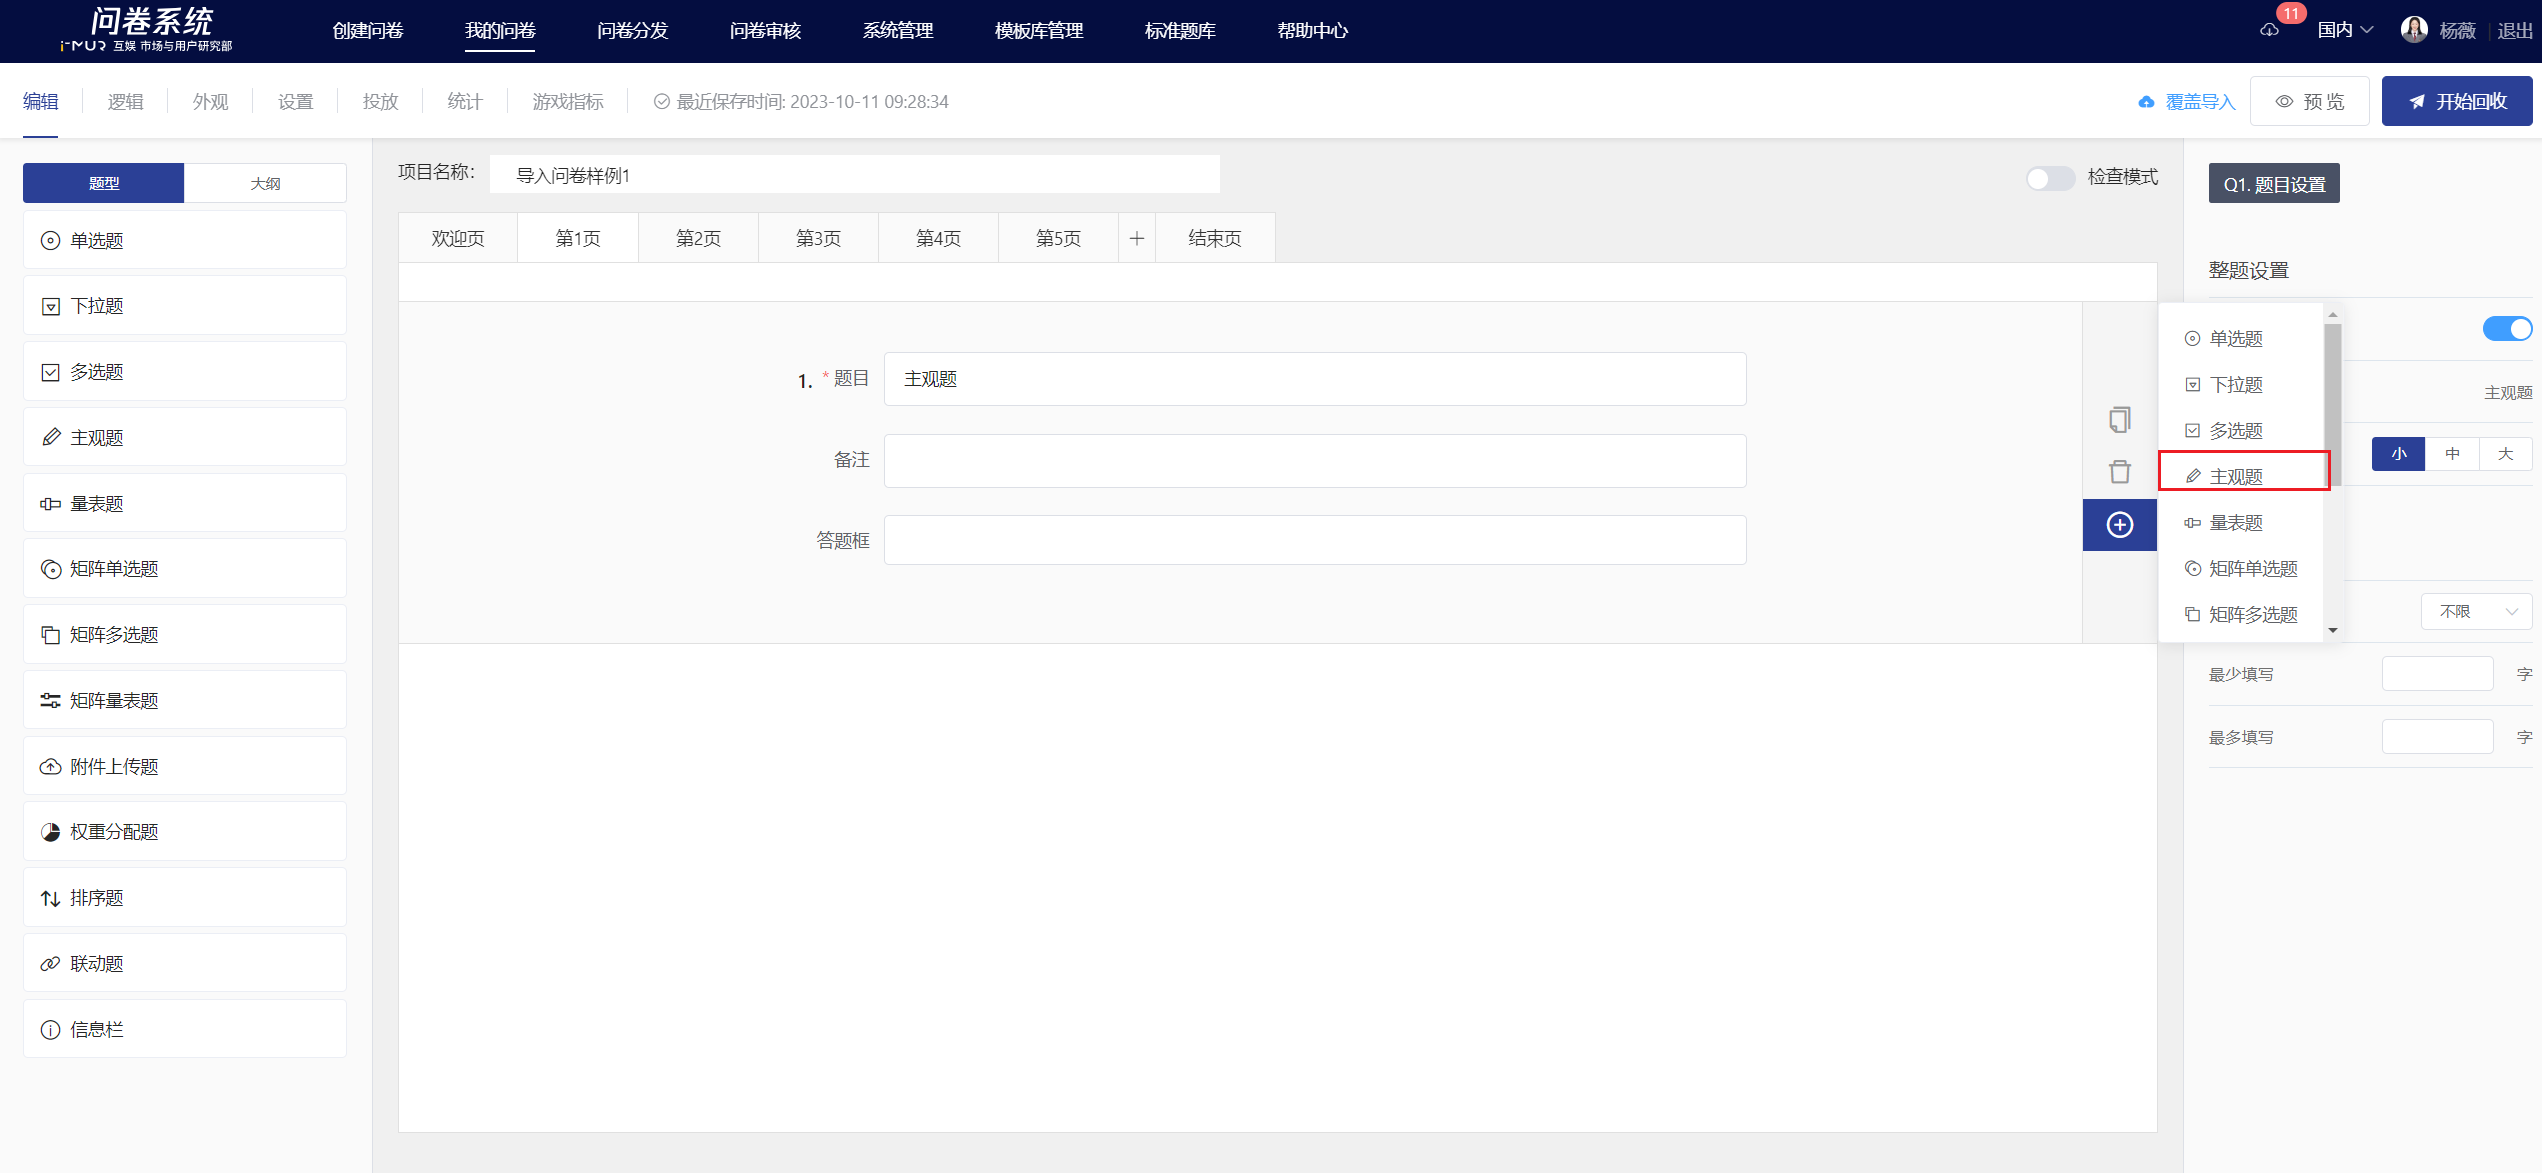 问卷系统
i-MUR 互娱 市场与用户研究部
创建问卷
我的问卷
问卷分发
问卷审核
系统管理
模板库管理
标准题库
帮助中心
11
国内
杨薇
退出
编辑
逻辑
外观
设置
投放
统计
游戏指标
最近保存时间: 2023-10-11 09:28:34
覆盖导入
预 览
开始回收
题型
大纲
单选题
下拉题
多选题
主观题
量表题
矩阵单选题
矩阵多选题
矩阵量表题
附件上传题
权重分配题
排序题
联动题
信息栏
项目名称:
导入问卷样例1
检查模式
欢迎页
第1页
第2页
第3页
第4页
第5页
结束页
1. * 题目
主观题
备注
答题框
单选题
下拉题
多选题
主观题
量表题
矩阵单选题
矩阵多选题
Q1. 题目设置
整题设置
主观题
小
中
大
不限
最少填写
字
最多填写
字